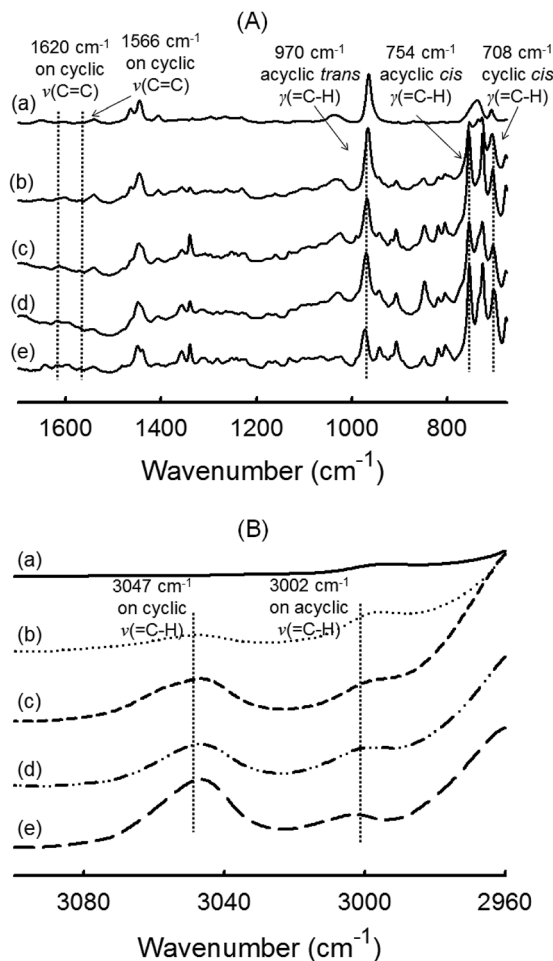 (A)
1620 cm⁻¹
on cyclic
ν(C=C)
1566 cm⁻¹
on cyclic
ν(C=C)
970 cm⁻¹
acyclic trans
γ(=C-H)
754 cm⁻¹
acyclic cis
γ(=C-H)
708 cm⁻¹
cyclic cis
γ(=C-H)
(a)
(b)
(c)
(d)
(e)
1600 1400 1200 1000 800
Wavenumber (cm⁻¹)
(B)
(a)
3047 cm⁻¹
on cyclic
ν(=C-H)
3002 cm⁻¹
on acyclic
ν(=C-H)
(b)
(c)
(d)
(e)
3080 3040 3000 2960
Wavenumber (cm⁻¹)